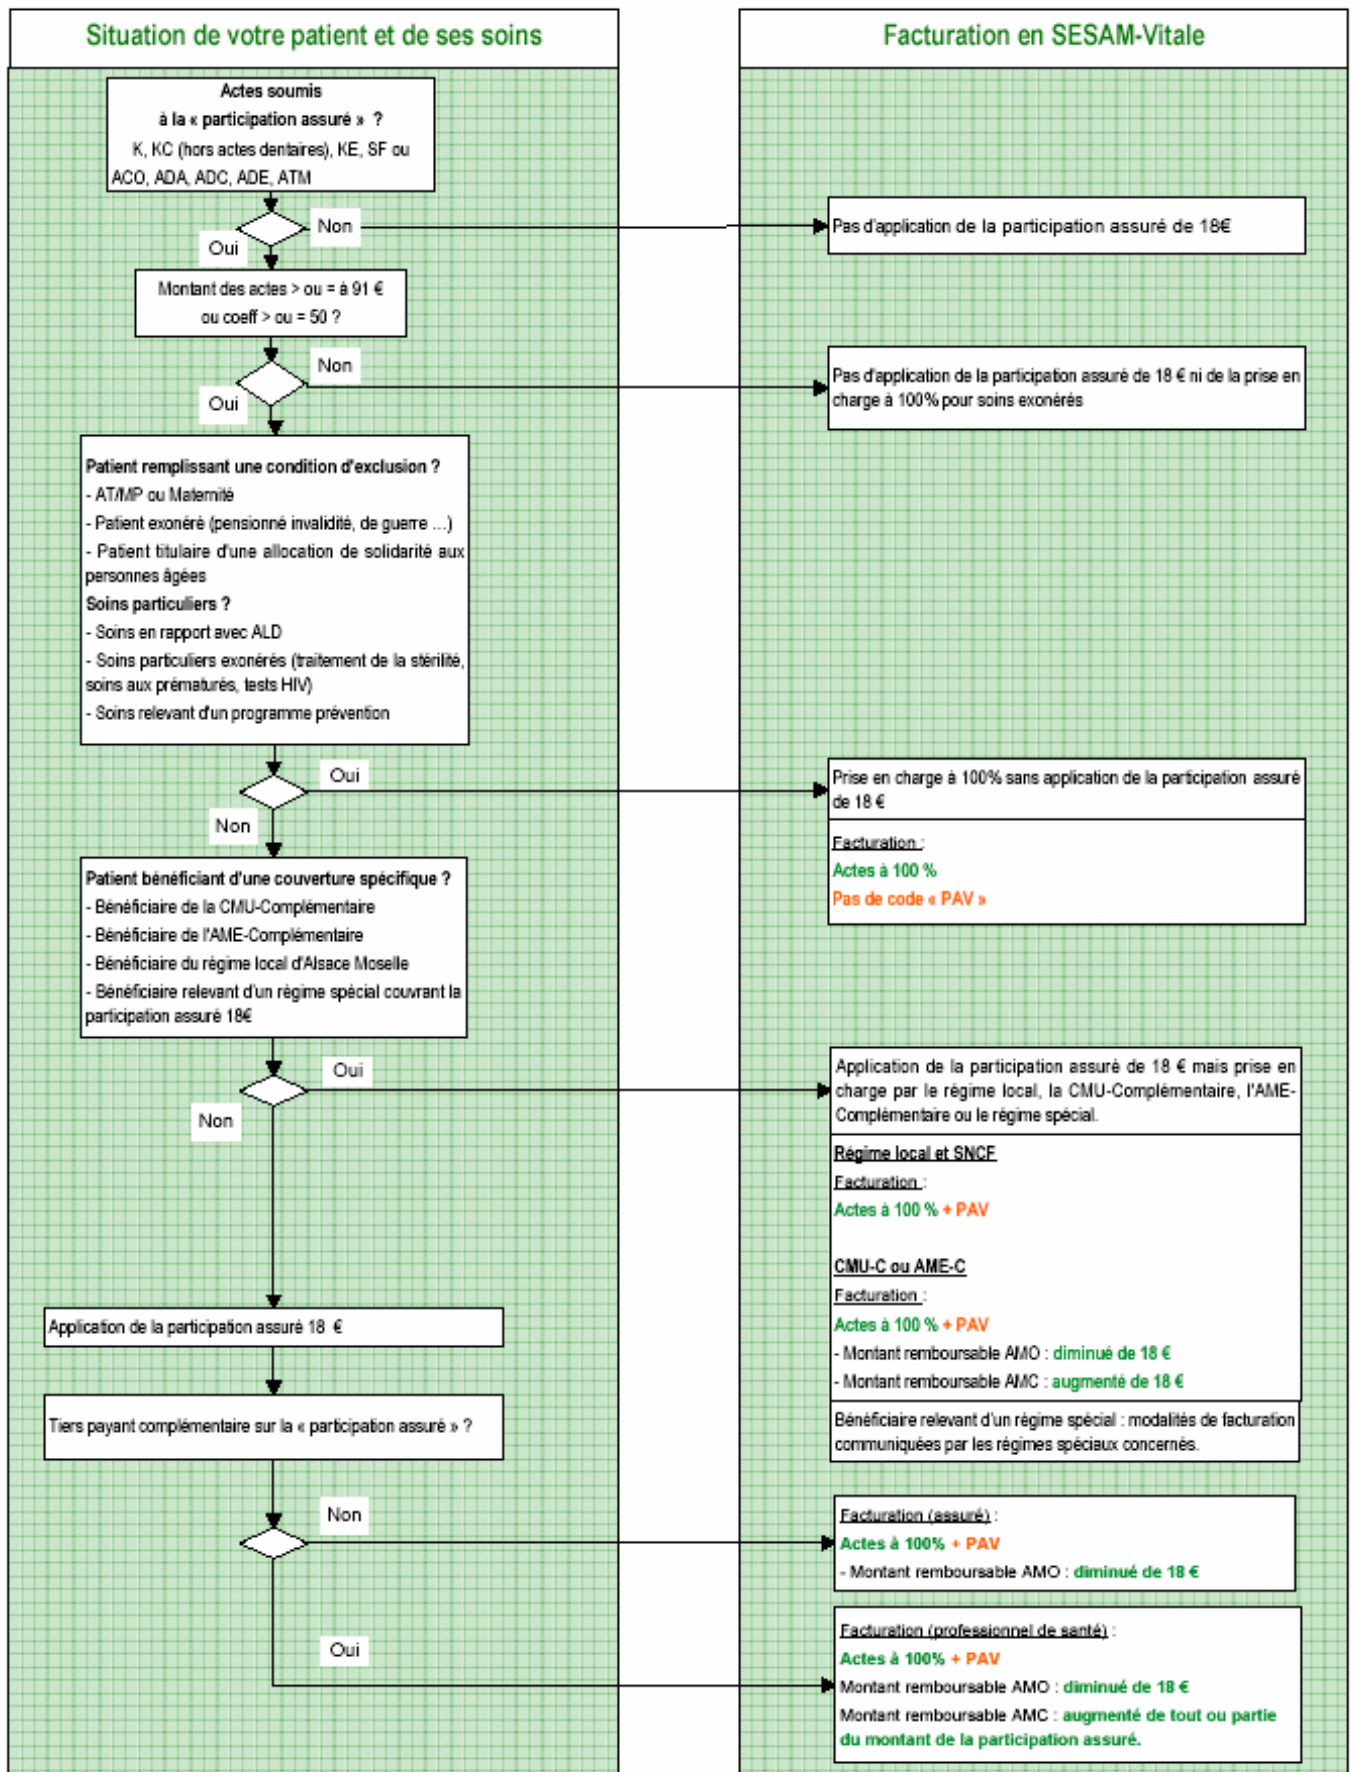 Situation de votre patient et de ses soins
Facturation en SESAM-Vitale
Actes soumis
à la « participation assuré » ?
K, KC (hors actes dentaires), KE, SF ou
ACO, ADA, ADC, ADE, ATM
Non
Oui
Pas d'application de la participation assuré de 18€
Montant des actes > ou = à 91 €
ou coeff > ou = 50 ?
Non
Oui
Pas d'application de la participation assuré de 18 € ni de la prise en
charge à 100% pour soins exonérés
Patient remplissant une condition d'exclusion ?
- AT/MP ou Maternité
- Patient exonéré (pensionné invalidité, de guerre ...)
- Patient titulaire d'une allocation de solidarité aux
personnes âgées
Soins particuliers ?
- Soins en rapport avec ALD
- Soins particuliers exonérés (traitement de la stérilité,
soins aux prématurés, tests HIV)
- Soins relevant d'un programme prévention
Oui
Non
Prise en charge à 100% sans application de la participation assuré
de 18 €
Facturation :
Actes à 100 %
Pas de code « PAV »
Patient bénéficiant d'une couverture spécifique ?
- Bénéficiaire de la CMU-Complémentaire
- Bénéficiaire de l'AME-Complémentaire
- Bénéficiaire du régime local d'Alsace Moselle
- Bénéficiaire relevant d'un régime spécial couvrant la
participation assuré 18€
Oui
Non
Application de la participation assuré de 18 € mais prise en
charge par le régime local, la CMU-Complémentaire, l'AME-
Complémentaire ou le régime spécial.
Régime local et SNCF
Facturation :
Actes à 100 % + PAV
CMU-C ou AME-C
Facturation :
Actes à 100 % + PAV
- Montant remboursable AMO : diminué de 18 €
- Montant remboursable AMC : augmenté de 18 €
Bénéficiaire relevant d'un régime spécial : modalités de facturation
communiquées par les régimes spéciaux concernés.
Application de la participation assuré 18 €
Tiers payant complémentaire sur la « participation assuré » ?
Non
Facturation (assuré) :
Actes à 100% + PAV
- Montant remboursable AMO : diminué de 18 €
Oui
Facturation (professionnel de santé) :
Actes à 100% + PAV
Montant remboursable AMO : diminué de 18 €
Montant remboursable AMC : augmenté de tout ou partie
du montant de la participation assuré.